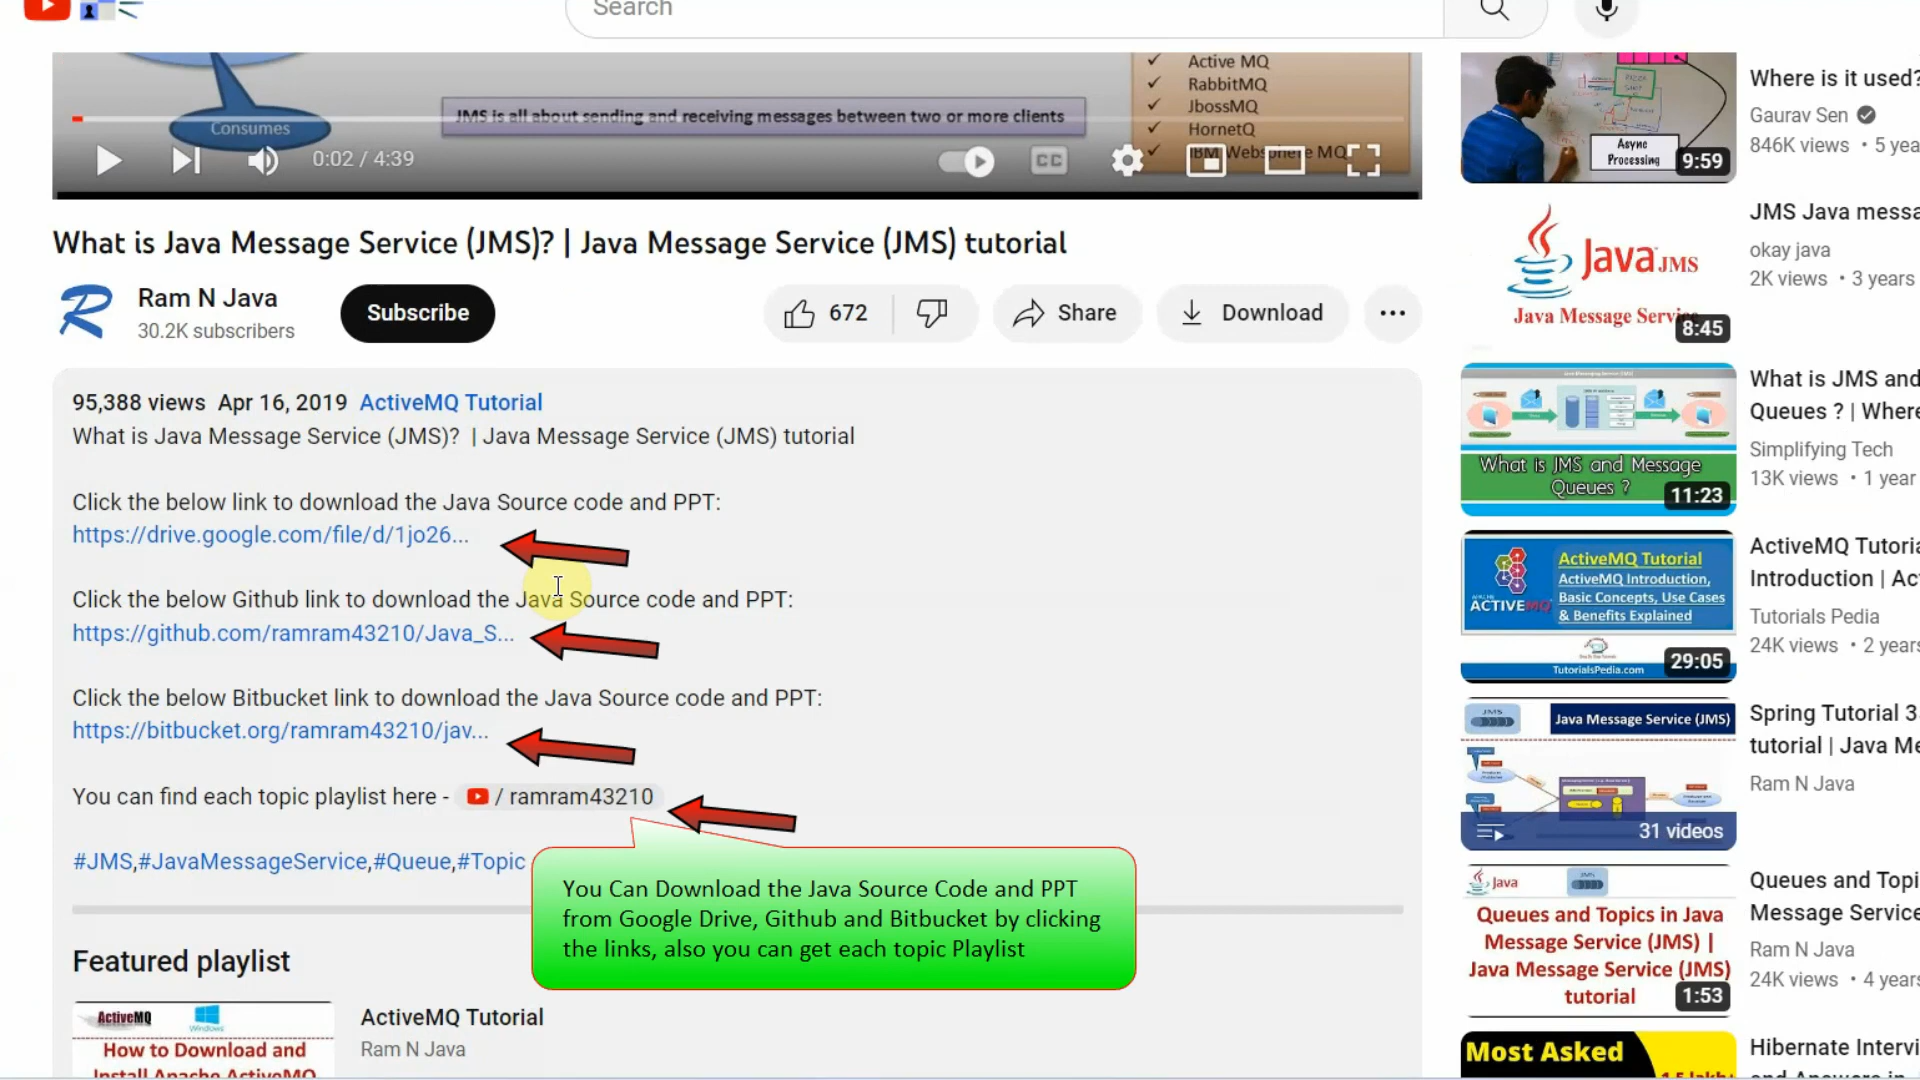 Search
Active MQ
RabbitMQ
JbossMQ
HornetQ
IBM Websphere MQ
Consumes
JMS is all about sending and receiving messages between two or more clients
0:02 / 4:39
CC
What is Java Message Service (JMS)? | Java Message Service (JMS) tutorial
Ram N Java
30.2K subscribers
Subscribe
672
Share
Download
95,388 views Apr 16, 2019 ActiveMQ Tutorial
What is Java Message Service (JMS)? | Java Message Service (JMS) tutorial
Click the below link to download the Java Source code and PPT:
https://drive.google.com/file/d/1jo26...
Click the below Github link to download the Java Source code and PPT:
https://github.com/ramram43210/Java_S...
Click the below Bitbucket link to download the Java Source code and PPT:
https://bitbucket.org/ramram43210/jav...
You can find each topic playlist here - / ramram43210
#JMS,#JavaMessageService,#Queue,#Topic
You Can Download the Java Source Code and PPT
from Google Drive, Github and Bitbucket by clicking
the links, also you can get each topic Playlist
Featured playlist
ActiveMQ
Windows
How to Download and
Install Apache ActiveMQ
ActiveMQ Tutorial
Ram N Java
Async
Processing
9:59
Where is it used?
Gaurav Sen
846K views • 5 yea
Java JMS
Java Message Servic
8:45
JMS Java messa
okay java
2K views • 3 years
What is JMS and Message
Queues ?
11:23
What is JMS and
Queues ? | Where
Simplifying Tech
13K views • 1 year
ActiveMQ Tutorial
ActiveMQ Introduction,
Basic Concepts, Use Cases
& Benefits Explained
ACTIVEMQ
TutorialsPedia.com
29:05
ActiveMQ Tutoria
Introduction | Ac
Tutorials Pedia
24K views • 2 years
JMS
Java Message Service (JMS)
31 videos
Spring Tutorial 3
tutorial | Java Me
Ram N Java
Java
JMS
Queues and Topics in Java
Message Service (JMS) |
Java Message Service (JMS)
tutorial
1:53
Queues and Topi
Message Service
Ram N Java
24K views • 4 years
Most Asked
Hibernate Intervi